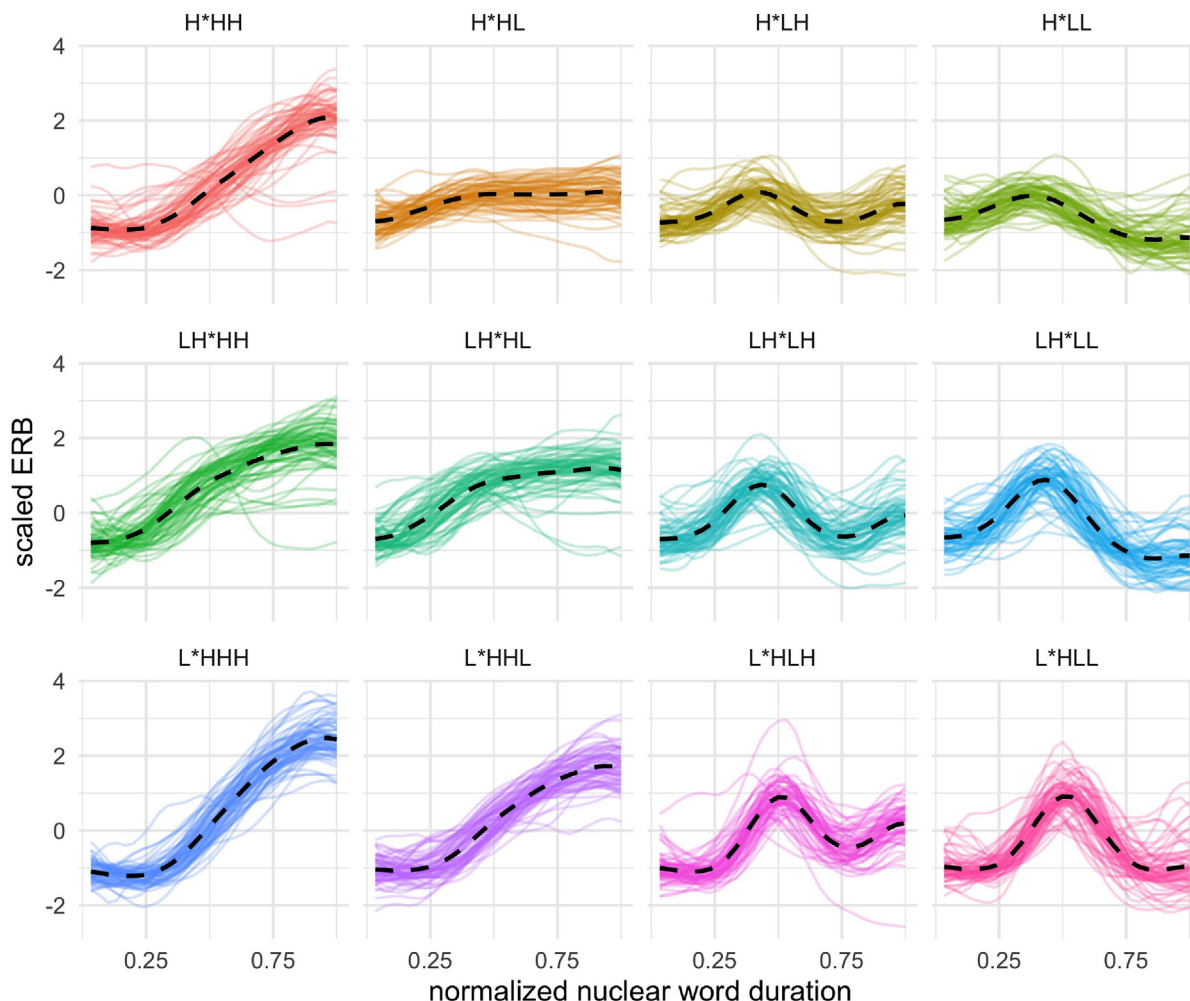 H*HH H*HL H*LH H*LL
4
2
0
-2
LH*HH LH*HL LH*LH LH*LL
4
2
0
-2
scaled ERB
L*HHH L*HHL L*HLH L*HLL
4
2
0
-2
0.25 0.75 0.25 0.75 0.25 0.75 0.25 0.75
normalized nuclear word duration